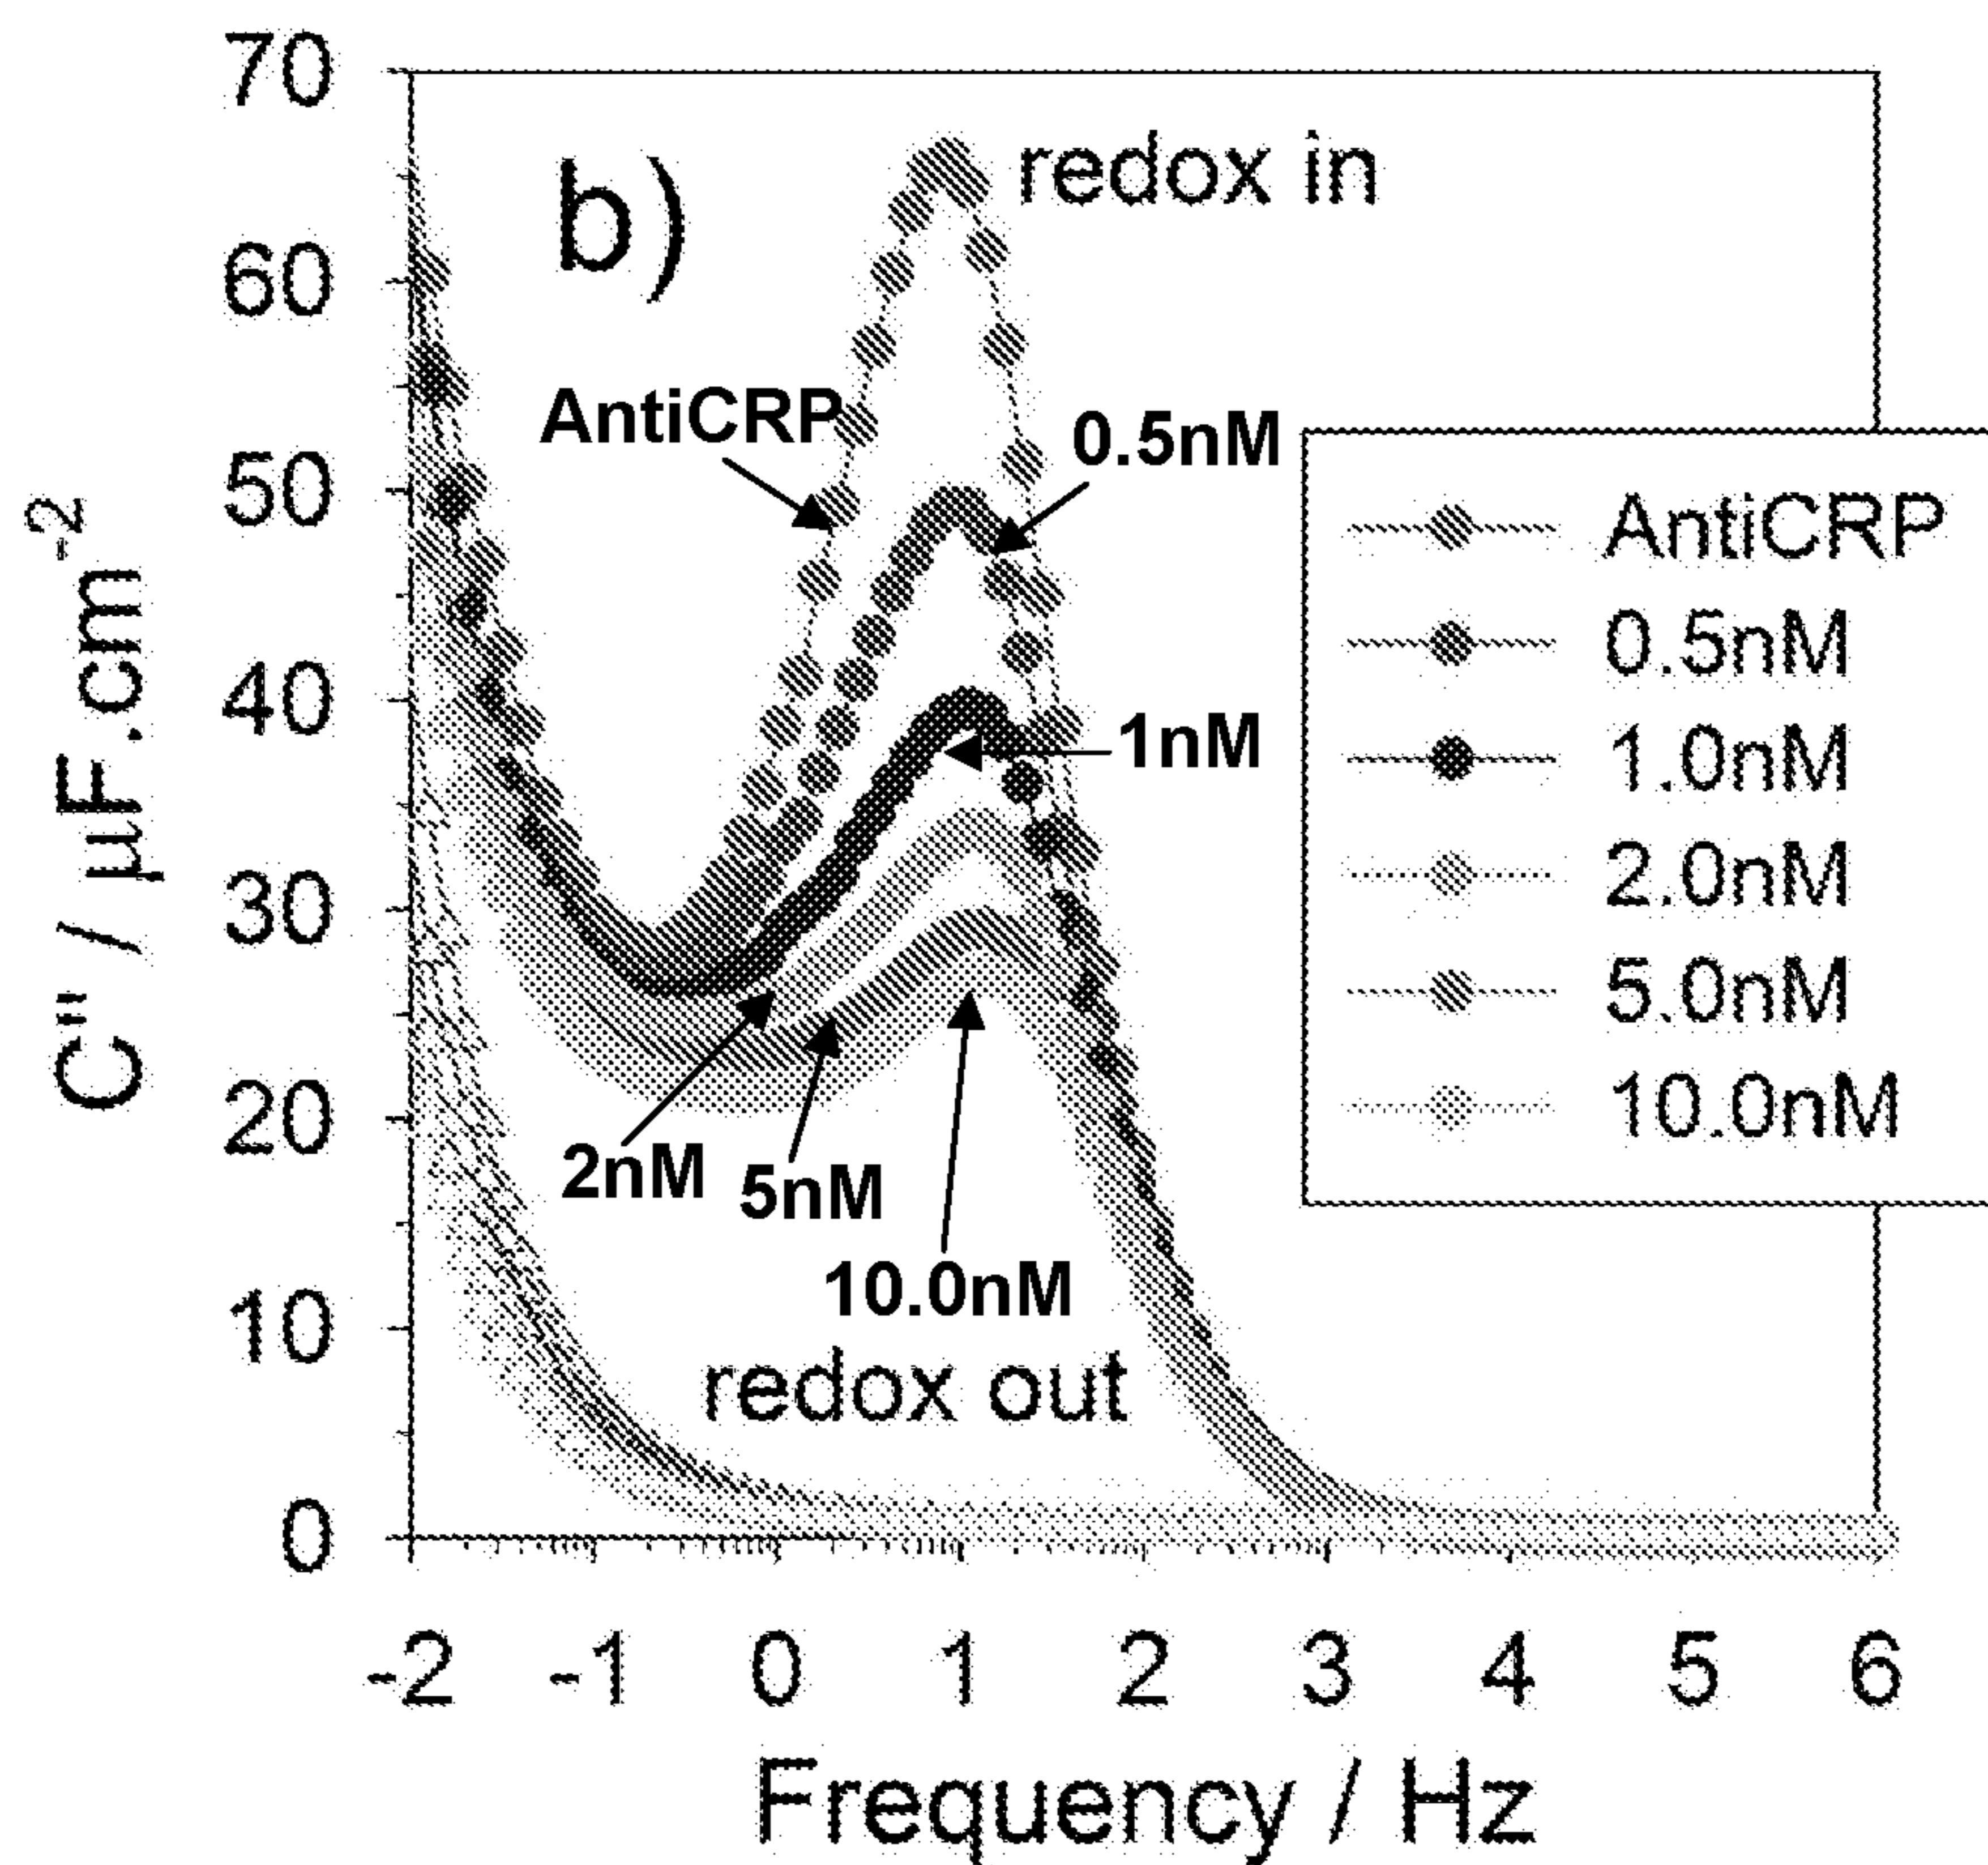 70
60
50
40
30
20
10
0
C'' / µF.cm⁻²
b)
redox in
AntiCRP
0.5nM
1nM
2nM
5nM
10.0nM
redox out
AntiCRP
0.5nM
1.0nM
2.0nM
5.0nM
10.0nM
-2 -1 0 1 2 3 4 5 6
Frequency / Hz